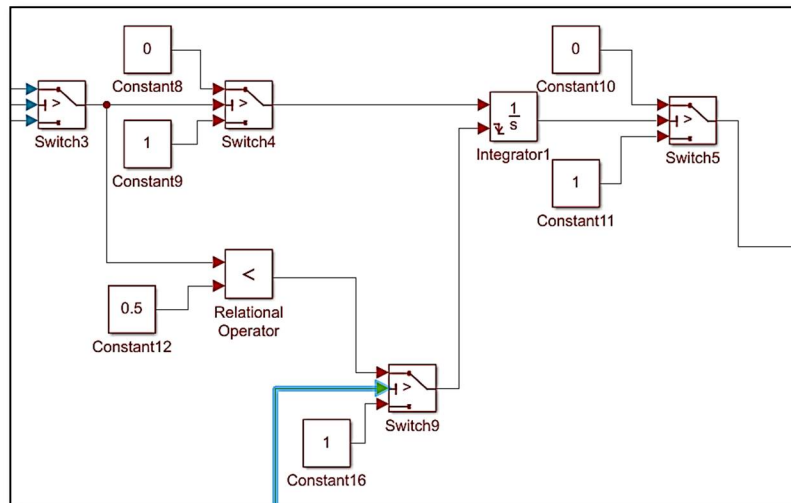 0
Constant8
>
Switch3
1
Constant9
>
Switch4
1
s
Integrator1
0
Constant10
>
Switch5
1
Constant11
0.5
Constant12
<
Relational
Operator
>
Switch9
1
Constant16